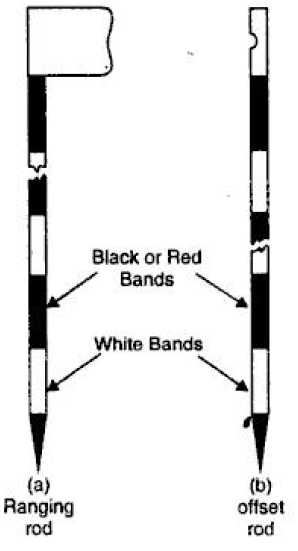 Black or Red
Bands
White Bands
(a)
Ranging
rod
(b)
offset
rod